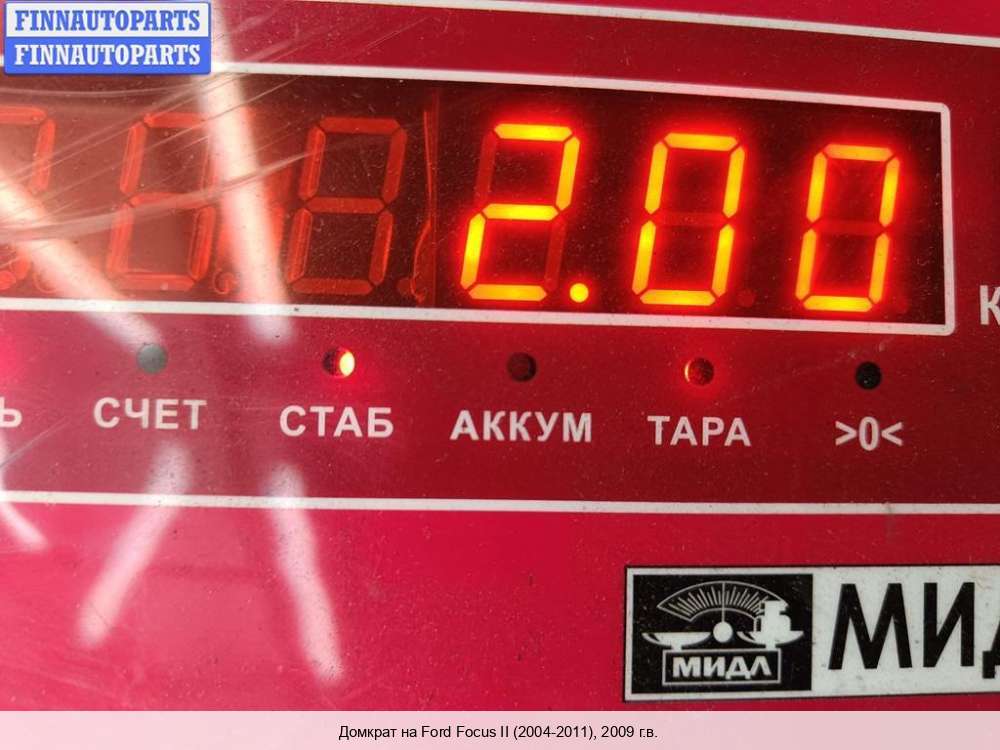 FINNAUTOPARTS
FINNAUTOPARTS
2.00
К
Ь СЧЕТ СТАБ АККУМ ТАРА >0<
МИДЛ МИД
Домкрат на Ford Focus II (2004-2011), 2009 г.в.